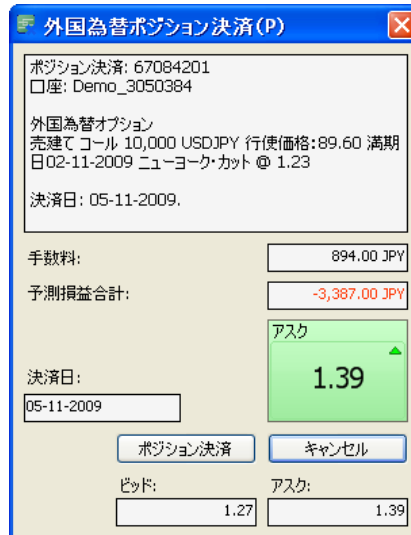 外国為替ポジション決済(P)
ポジション決済: 67084201
口座: Demo_3050384
外国為替オプション
売建て コール 10,000 USDJPY 行使価格:89.60 満期
日02-11-2009 ニューヨーク・カット @ 1.23
決済日: 05-11-2009.
手数料: 894.00 JPY
予測損益合計: -3,387.00 JPY
アスク
1.39
決済日:
05-11-2009
ポジション決済 キャンセル
ビッド: アスク:
1.27 1.39